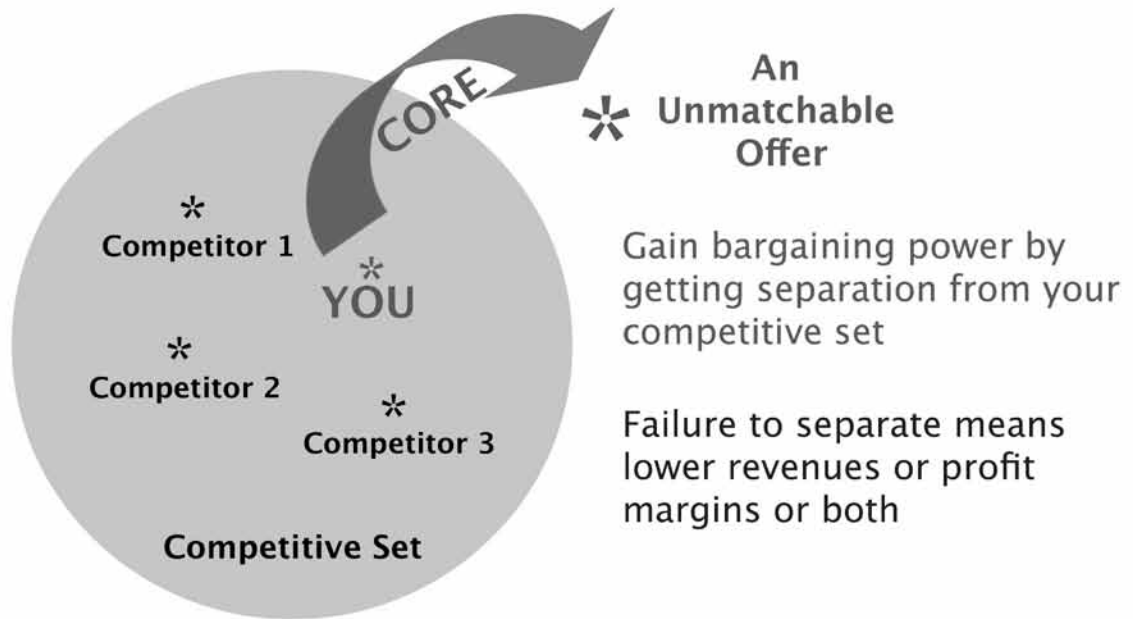 CORE
An
Unmatchable
* Offer
*
Competitor 1
*
YOU
Gain bargaining power by
getting separation from your
competitive set
*
Competitor 2
*
Competitor 3
Failure to separate means
lower revenues or profit
margins or both
Competitive Set